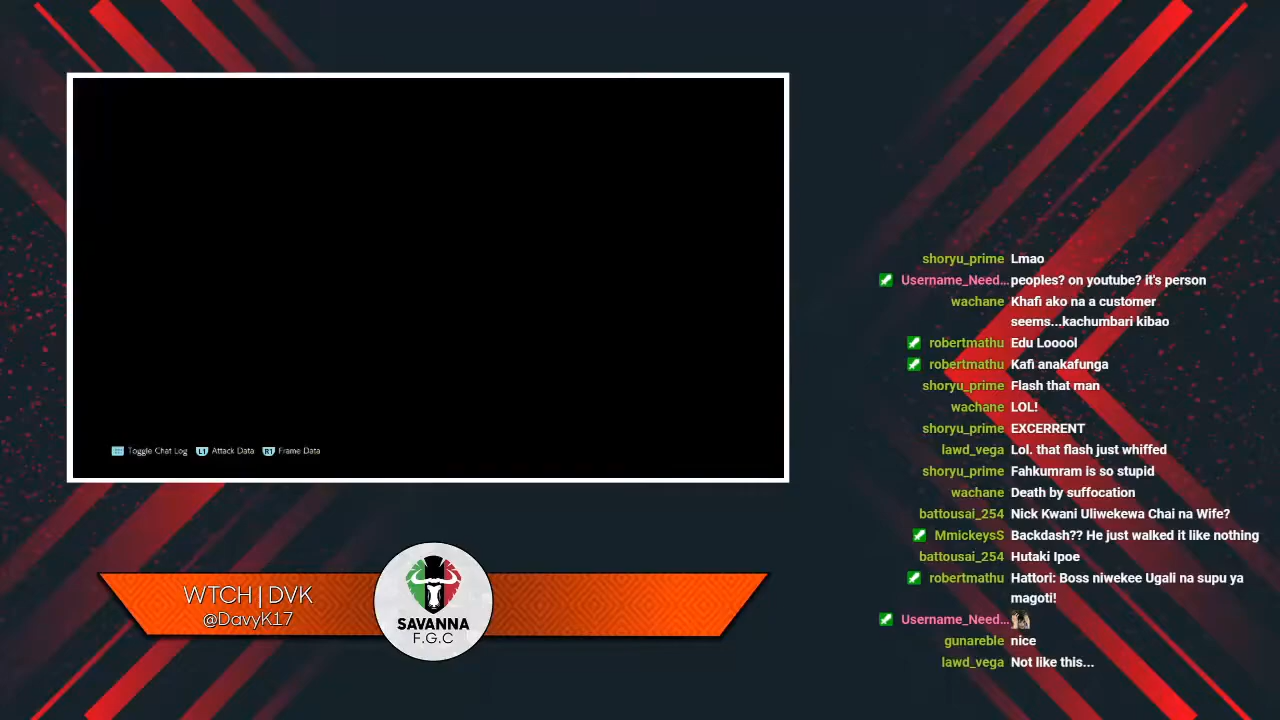 shoryu_prime Lmao
Username_Need... peoples? on youtube? it's person
wachane Khafi ako na a customer
seems...kachumbari kibao
robertmathu Edu Looool
robertmathu Kafi anakafunga
shoryu_prime Flash that man
wachane LOL!
shoryu_prime EXCERRENT
lawd_vega Lol. that flash just whiffed
shoryu_prime Fahkumram is so stupid
wachane Death by suffocation
battousai_254 Nick Kwani Uliwekewa Chai na Wife?
MmickeysS Backdash?? He just walked it like nothing
battousai_254 Hutaki Ipoe
robertmathu Hattori: Boss niwekee Ugali na supu ya
magoti!
Username_Need...
gunareble nice
lawd_vega Not like this...
Toggle Chat Log L1 Attack Data R1 Frame Data
WTCH | DVK
@DavyK17
SAVANNA
F.G.C